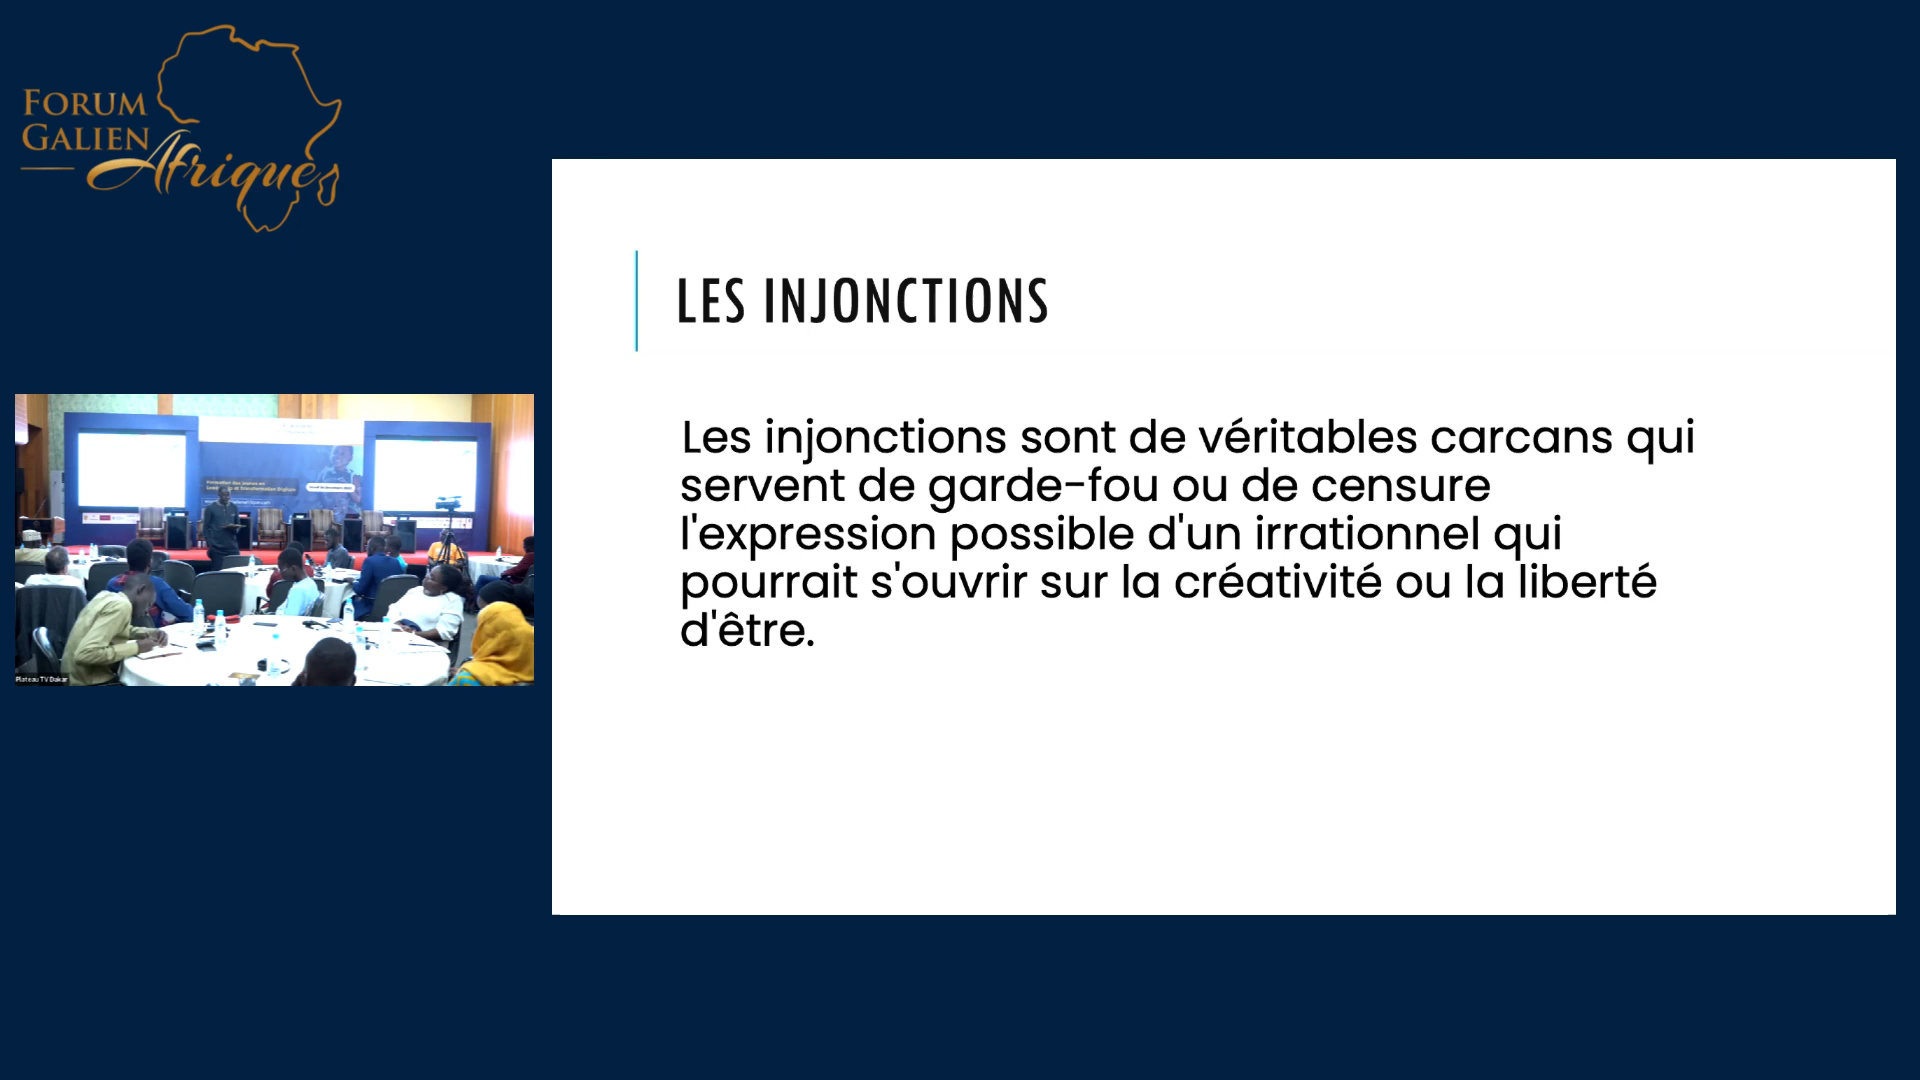 FORUM
GALIEN
Afrique
LES INJONCTIONS
Les injonctions sont de véritables carcans qui
servent de garde-fou ou de censure
l'expression possible d'un irrationnel qui
pourrait s'ouvrir sur la créativité ou la liberté
d'être.
Plateau TV Dakar